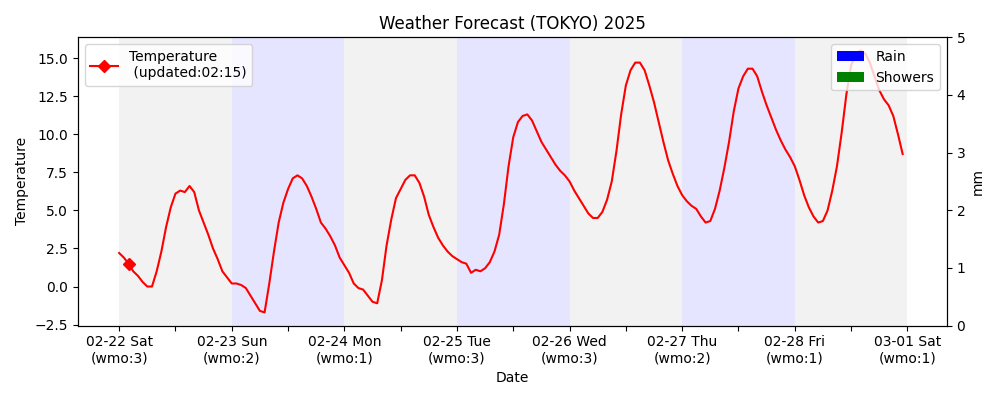 Weather Forecast (TOKYO) 2025
Temperature
(updated:02:15)
Rain
Showers
15.0
12.5
10.0
7.5
5.0
2.5
0.0
−2.5
Temperature
5
4
3
2
1
0
mm
02-22 Sat
(wmo:3)
02-23 Sun
(wmo:2)
02-24 Mon
(wmo:1)
02-25 Tue
(wmo:3)
02-26 Wed
(wmo:3)
02-27 Thu
(wmo:2)
02-28 Fri
(wmo:1)
03-01 Sat
(wmo:1)
Date